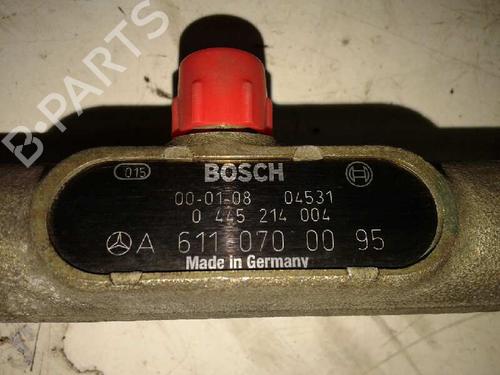 B-PARTS
015 BOSCH
00-01-08 04531
0 445 214 004
A 611 070 00 95
Made in Germany